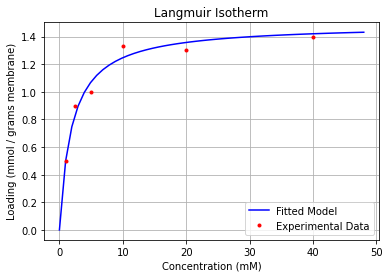 Langmuir Isotherm
Loading (mmol / grams membrane)
1.4
1.2
1.0
0.8
0.6
0.4
0.2
0.0
Fitted Model
Experimental Data
0
10
20
30
40
50
Concentration (mM)